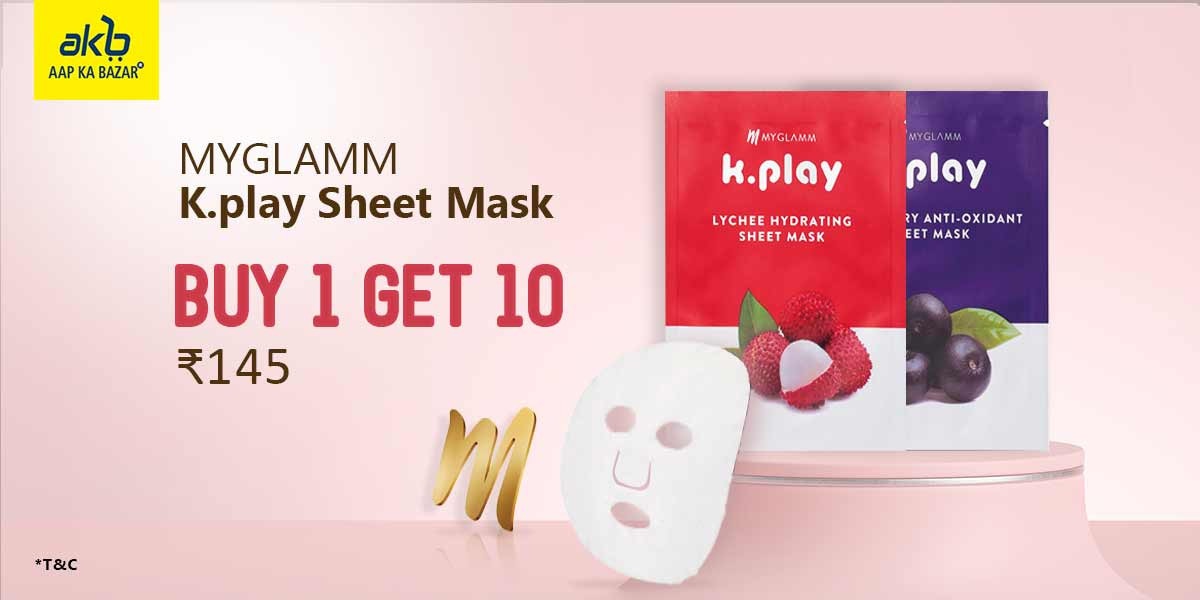 akb
AAP KA BAZAR
MYGLAMM
K.play Sheet Mask
BUY 1 GET 10
₹145
MYGLAMM
k.play
LYCHEE HYDRATING
SHEET MASK
MYGLAMM
play
RY ANTI-OXIDANT
EET MASK
*T&C